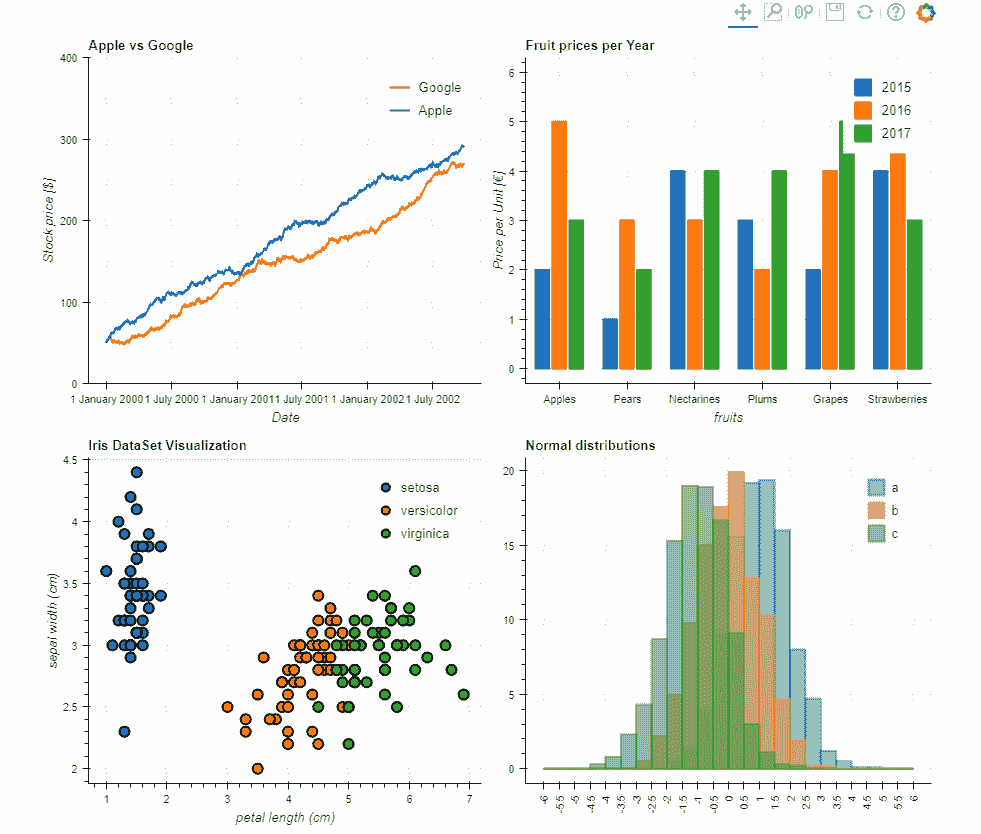 Apple vs Google
400
300
200
100
0
Stock price [$]
Google
Apple
1 January 2000
1 July 2000
1 January 2001
1 July 2001
1 January 2002
1 July 2002
Date
Fruit prices per Year
6
5
4
3
2
1
0
Price per Unit [€]
2015
2016
2017
Apples
Pears
Nectarines
Plums
Grapes
Strawberries
fruits
Iris DataSet Visualization
4.5
4
3.5
3
2.5
2
sepal width (cm)
setosa
versicolor
virginica
1
2
3
4
5
6
7
petal length (cm)
Normal distributions
20
15
10
5
0
a
b
c
-6
-5.5
-5
-4.5
-4
-3.5
-3
-2.5
-2
-1.5
-1
-0.5
0
0.5
1
1.5
2
2.5
3
3.5
4
4.5
5
5.5
6